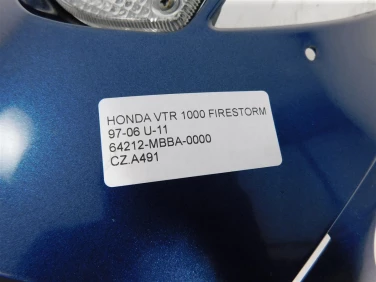 HONDA VTR 1000 FIRESTORM
97-06 U-11
64212-MBBA-0000
CZ.A491